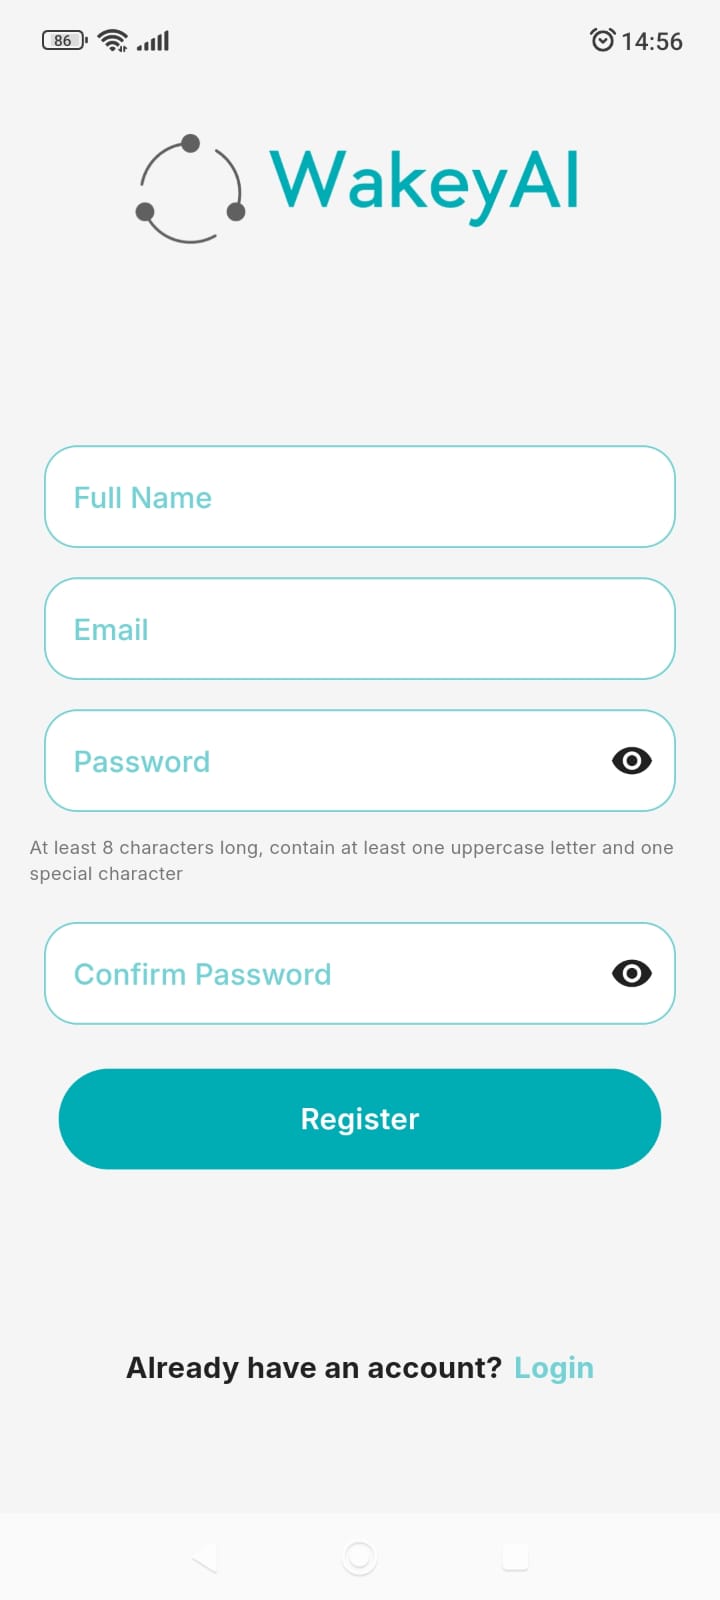 86 14:56
WakeyAI
Full Name
Email
Password
At least 8 characters long, contain at least one uppercase letter and one
special character
Confirm Password
Register
Already have an account? Login